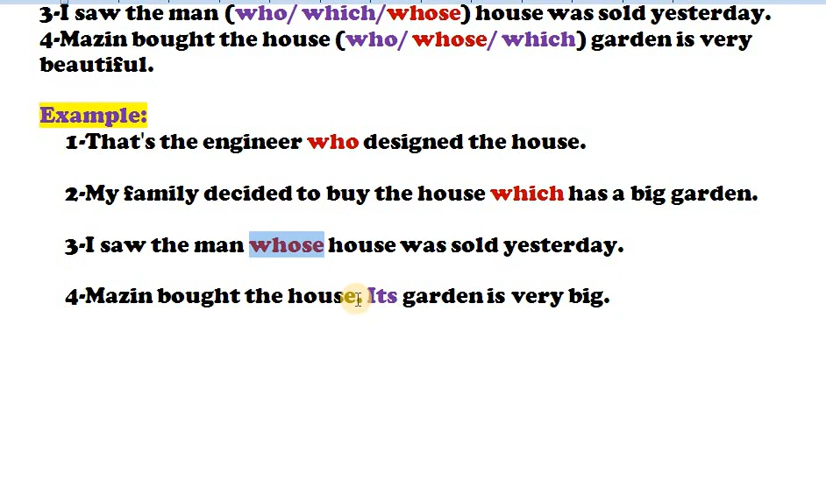 3-I saw the man (who/ which/whose) house was sold yesterday.
4-Mazin bought the house (who/ whose/ which) garden is very
beautiful.
Example:
1-That's the engineer who designed the house.
2-My family decided to buy the house which has a big garden.
3-I saw the man whose house was sold yesterday.
4-Mazin bought the house. Its garden is very big.